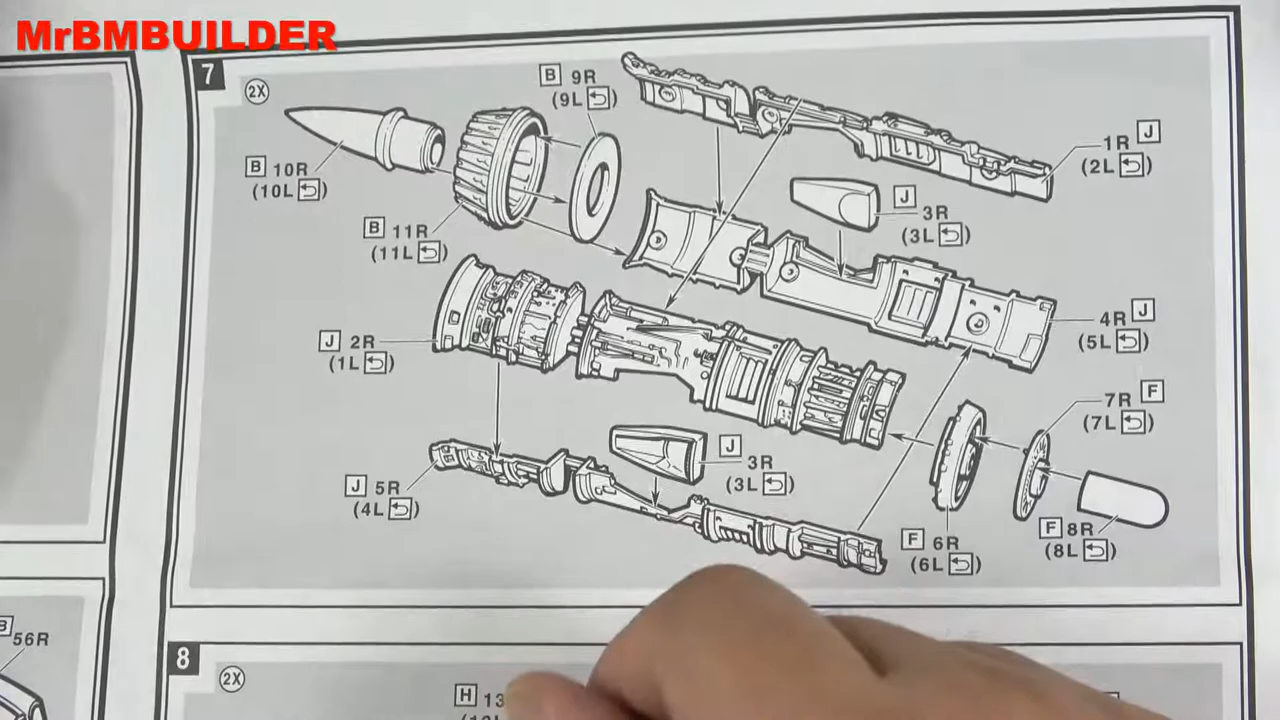 MrBMBUILDER
7
2X
B 9R
(9L)
1R J
(2L)
B 10R
(10L)
J
3R
(3L)
B 11R
(11L)
4R J
(5L)
J 2R
(1L)
7R F
(7L)
J
3R
(3L)
J 5R
(4L)
F 6R
(6L)
F 8R
(8L)
56R
8
2X
H 13